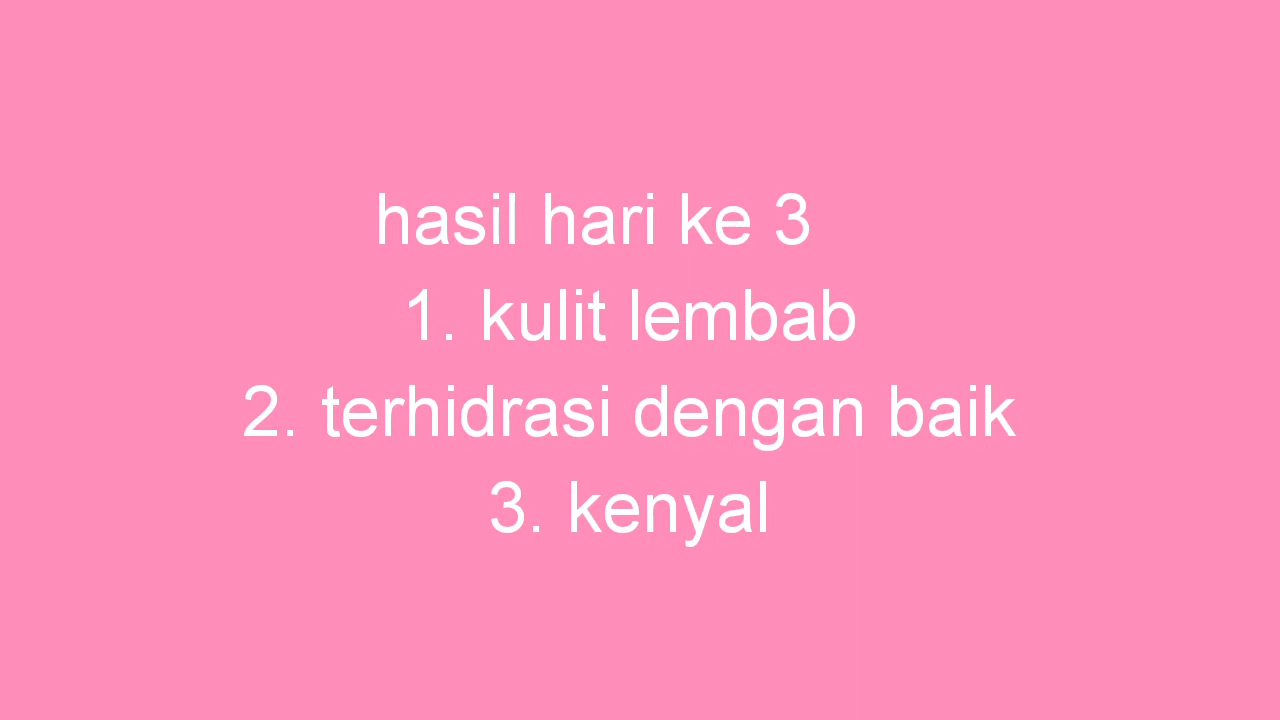 hasil hari ke 3
1. kulit lembab
2. terhidrasi dengan baik
3. kenyal